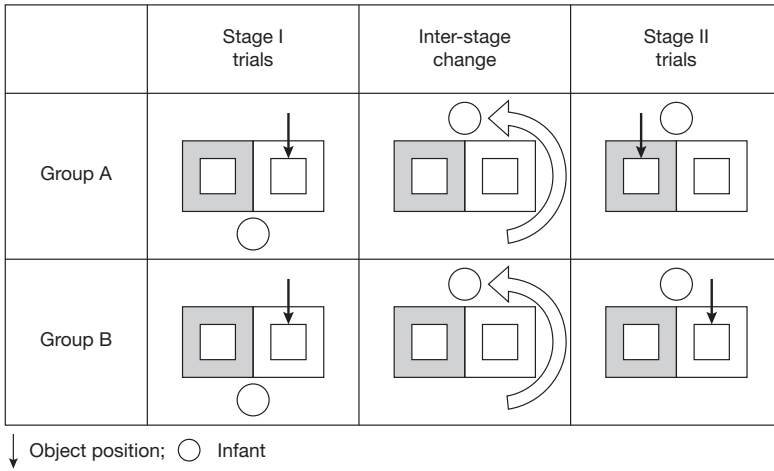 Stage I
trials
Inter-stage
change
Stage II
trials
Group A
Group B
Object position; Infant